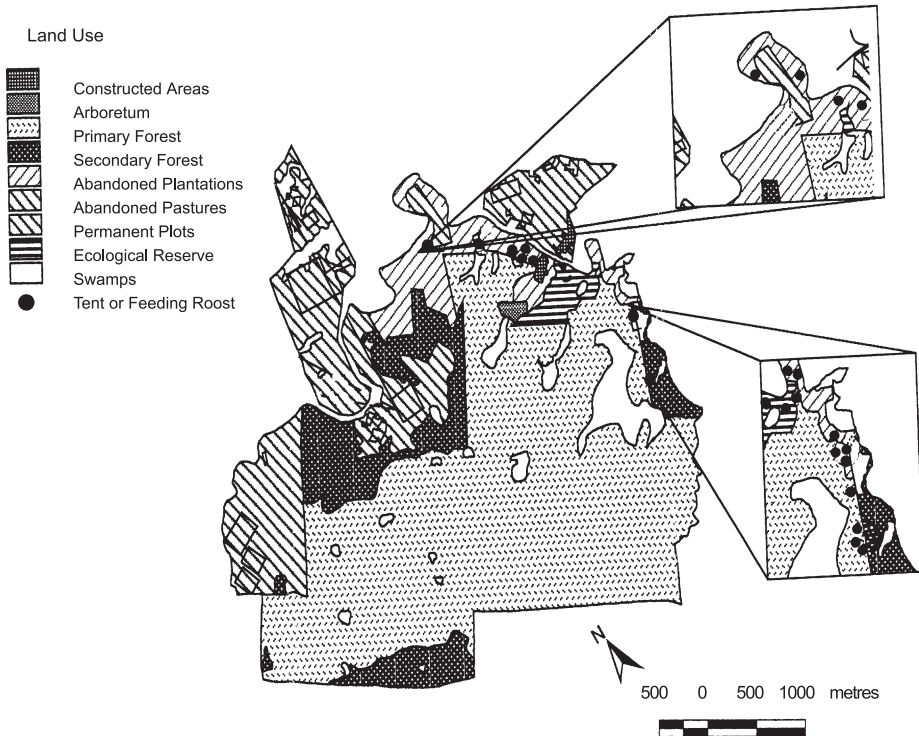 Land Use
Constructed Areas
Arboretum
Primary Forest
Secondary Forest
Abandoned Plantations
Abandoned Pastures
Permanent Plots
Ecological Reserve
Swamps
Tent or Feeding Roost
N
500 0 500 1000 metres